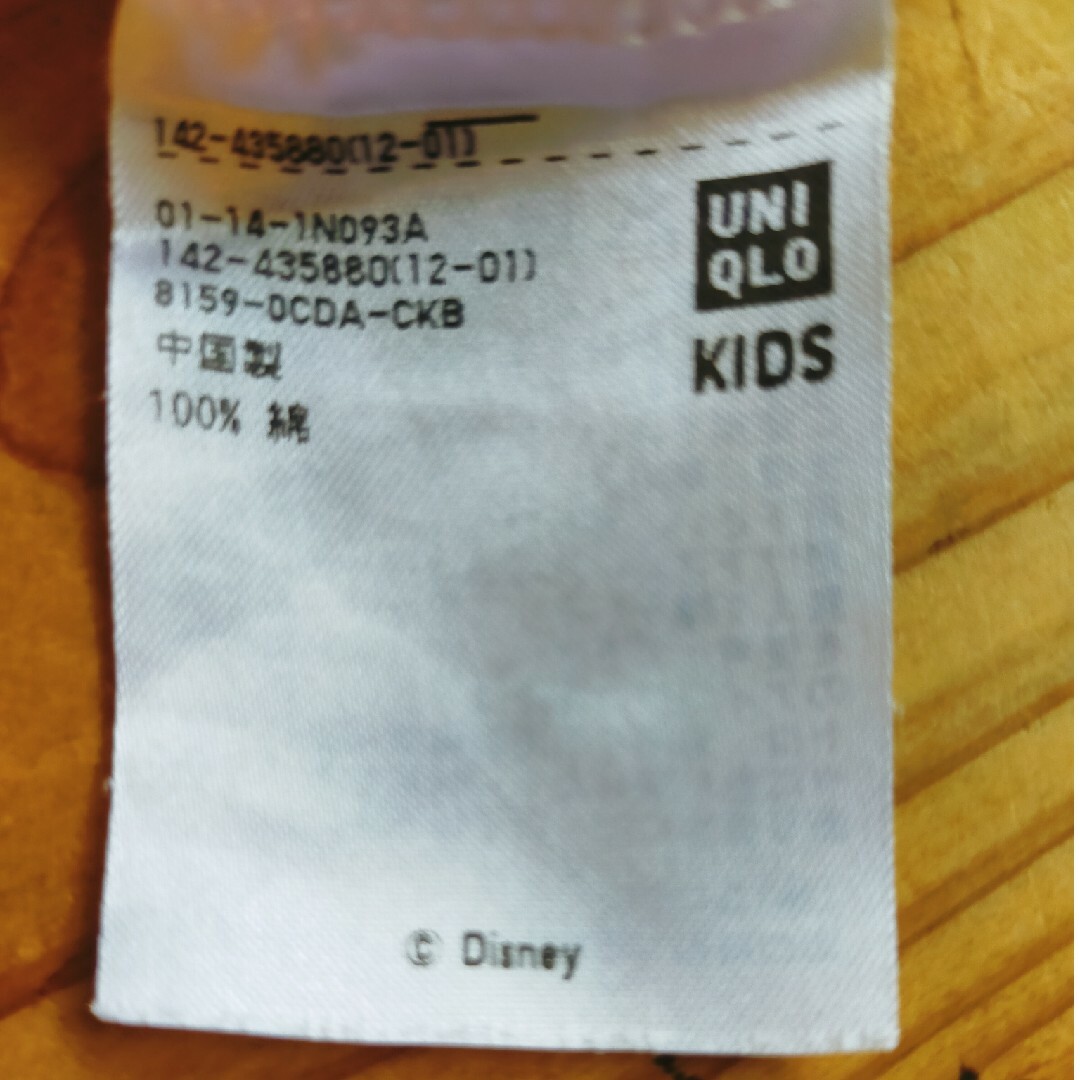 142-435880(12-01)
01-14-1N093A
142-435880(12-01)
8159-0CDA-CKB
中国製
100% 綿
UNI
QLO
KIDS
© Disney